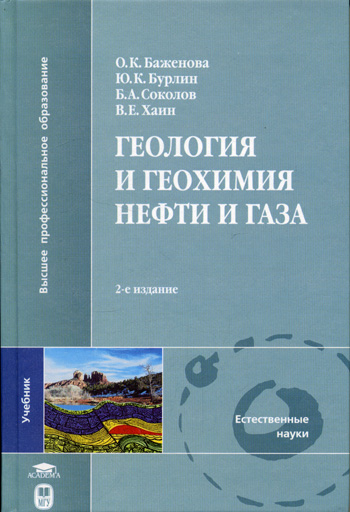 О.К. Баженова
Ю.К. Бурлин
Б.А. Соколов
В.Е. Хаин
ГЕОЛОГИЯ
И ГЕОХИМИЯ
НЕФТИ И ГАЗА
2-е издание
Высшее профессиональное образование
Учебник
Естественные
науки
ACADEMA
МГУ